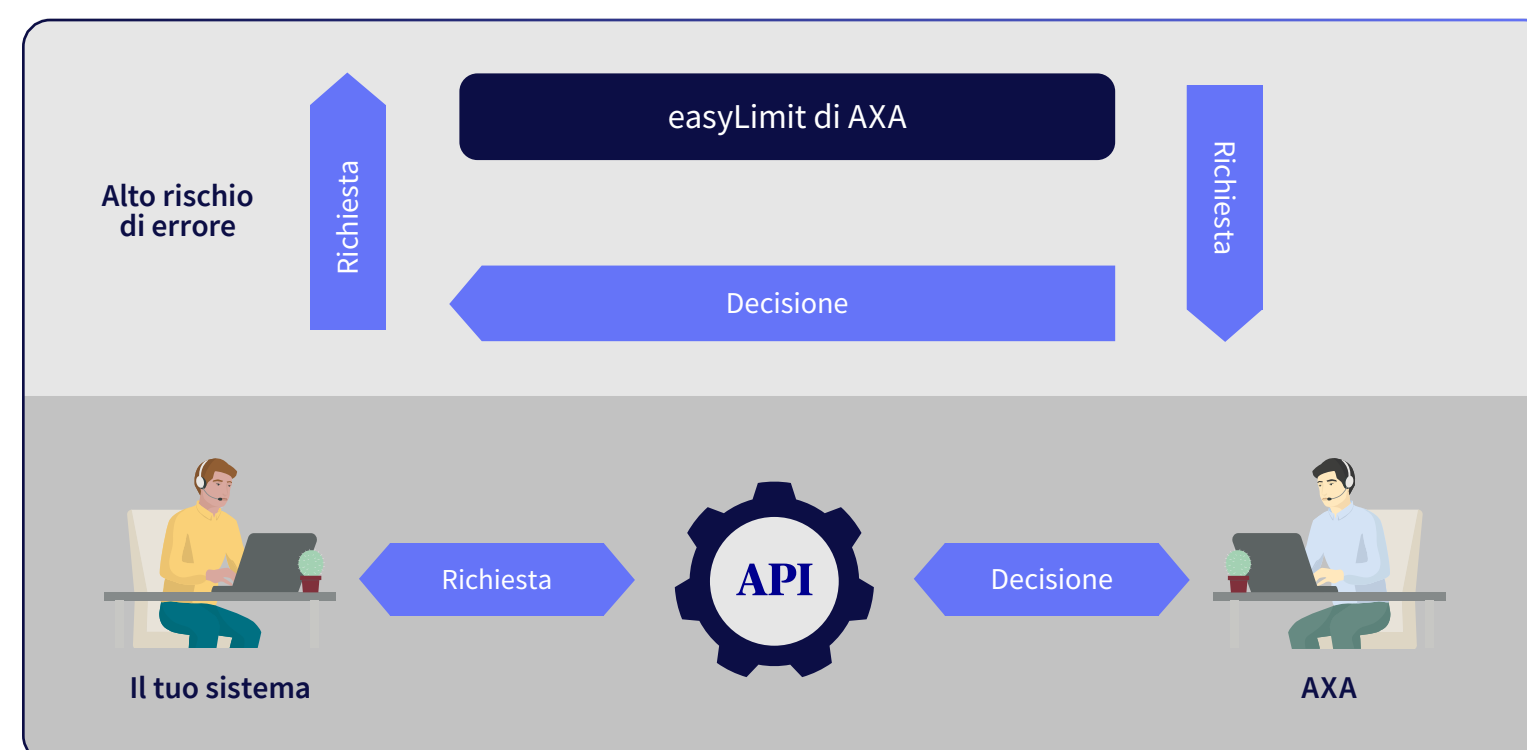 easyLimit di AXA
Alto rischio
di errore
Richiesta
Richiesta
Decisione
Richiesta
API
Decisione
Il tuo sistema
AXA